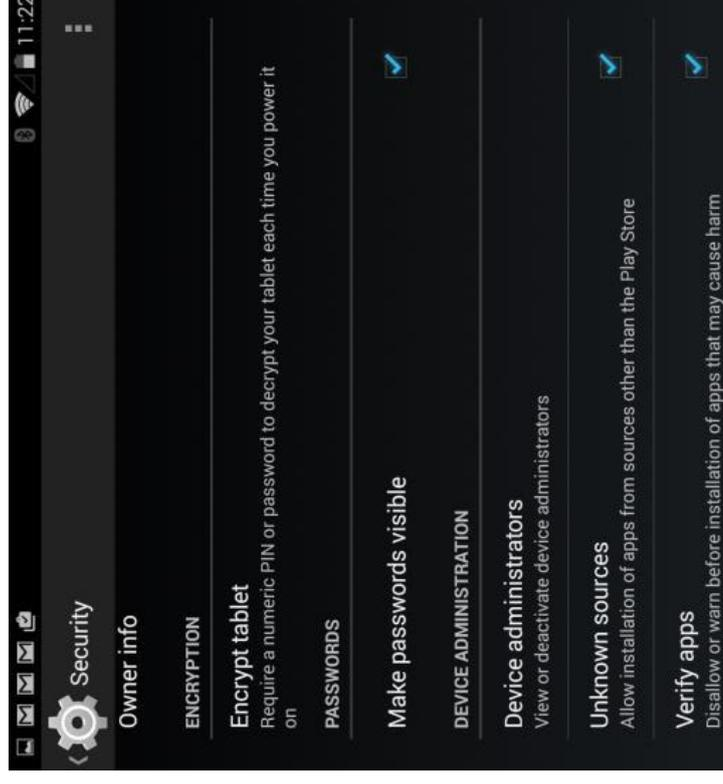 11:22
Security
Owner info
ENCRYPTION
Encrypt tablet
Require a numeric PIN or password to decrypt your tablet each time you power it
on
PASSWORDS
Make passwords visible
DEVICE ADMINISTRATION
Device administrators
View or deactivate device administrators
Unknown sources
Allow installation of apps from sources other than the Play Store
Verify apps
Disallow or warn before installation of apps that may cause harm